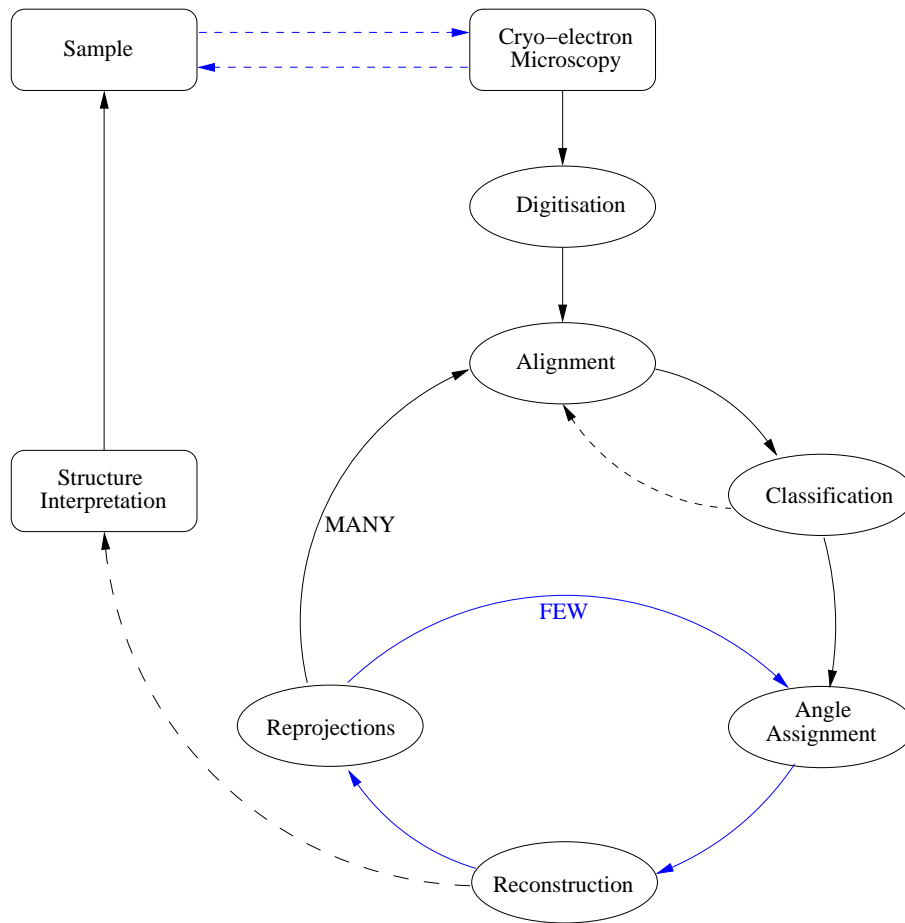 Sample
Cryo−electron
Microscopy
Digitisation
Alignment
Structure
Interpretation
Classification
MANY
FEW
Reprojections
Angle
Assignment
Reconstruction